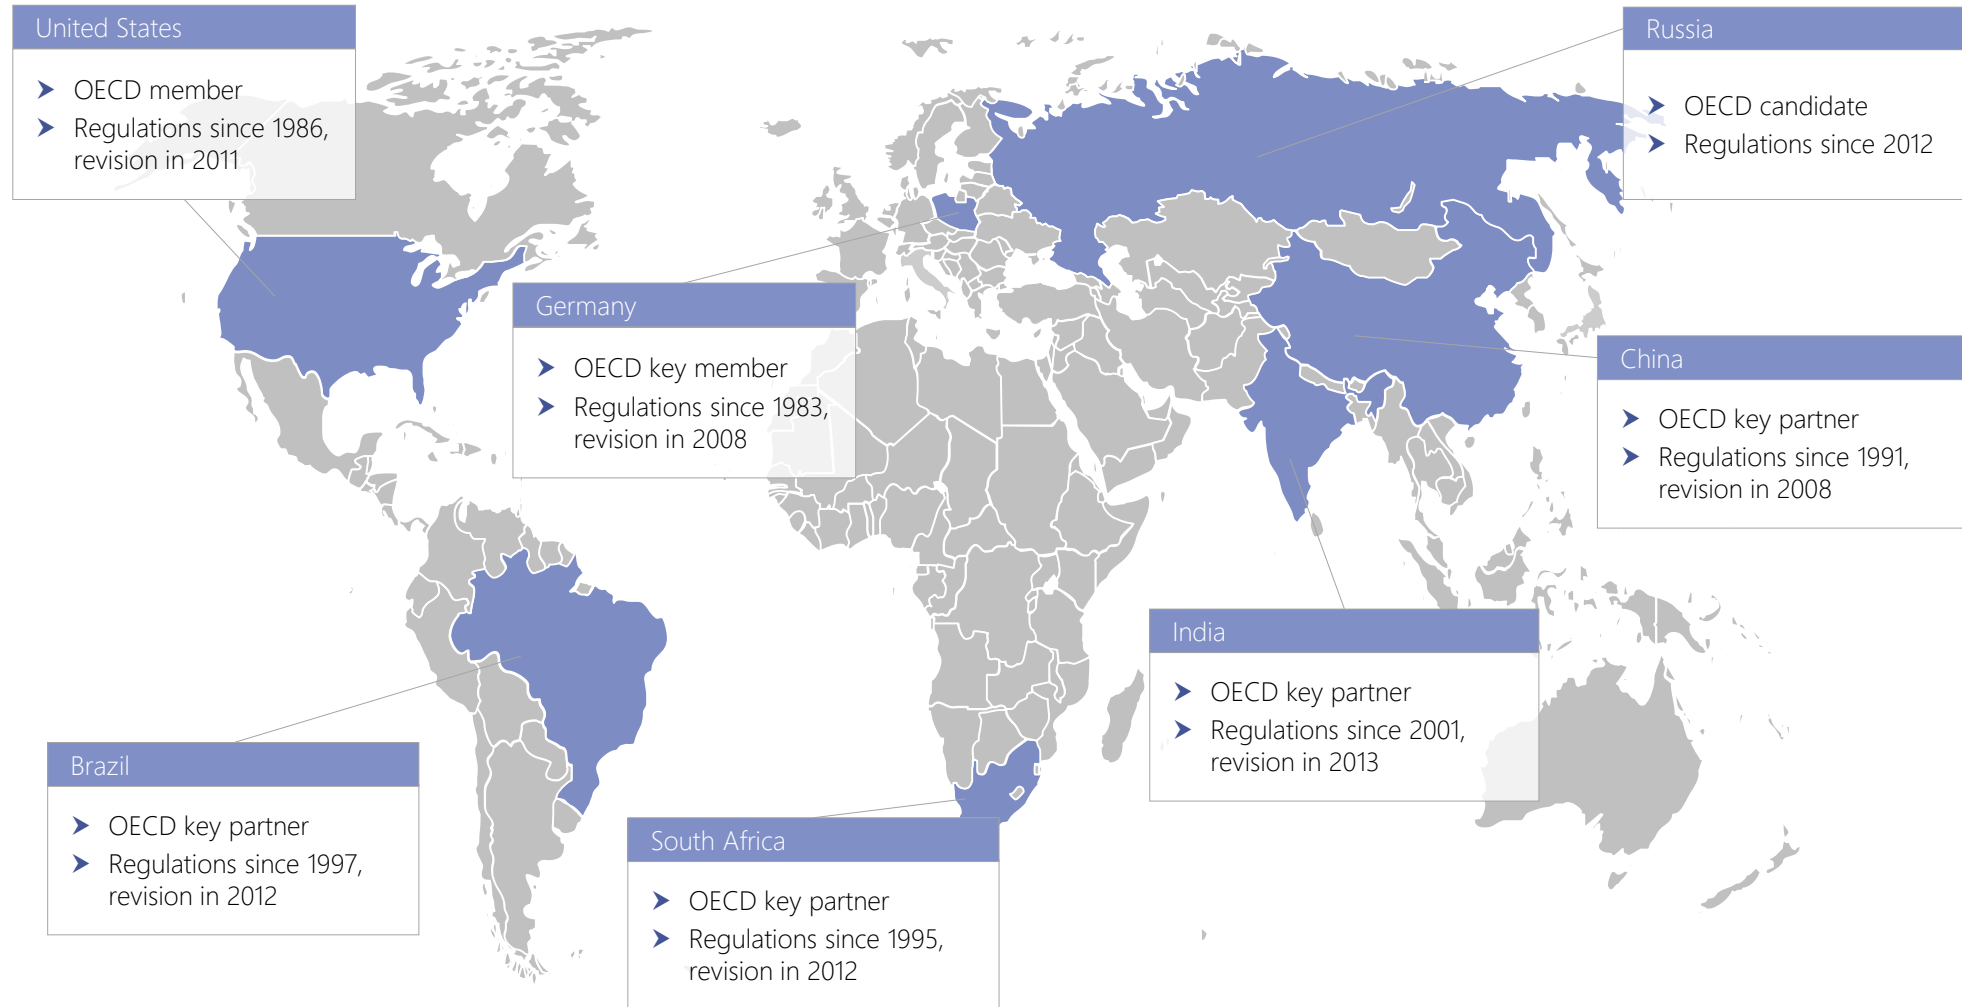 United States
OECD member
Regulations since 1986,
revision in 2011
Russia
OECD candidate
Regulations since 2012
Germany
OECD key member
Regulations since 1983,
revision in 2008
China
OECD key partner
Regulations since 1991,
revision in 2008
India
OECD key partner
Regulations since 2001,
revision in 2013
Brazil
OECD key partner
Regulations since 1997,
revision in 2012
South Africa
OECD key partner
Regulations since 1995,
revision in 2012